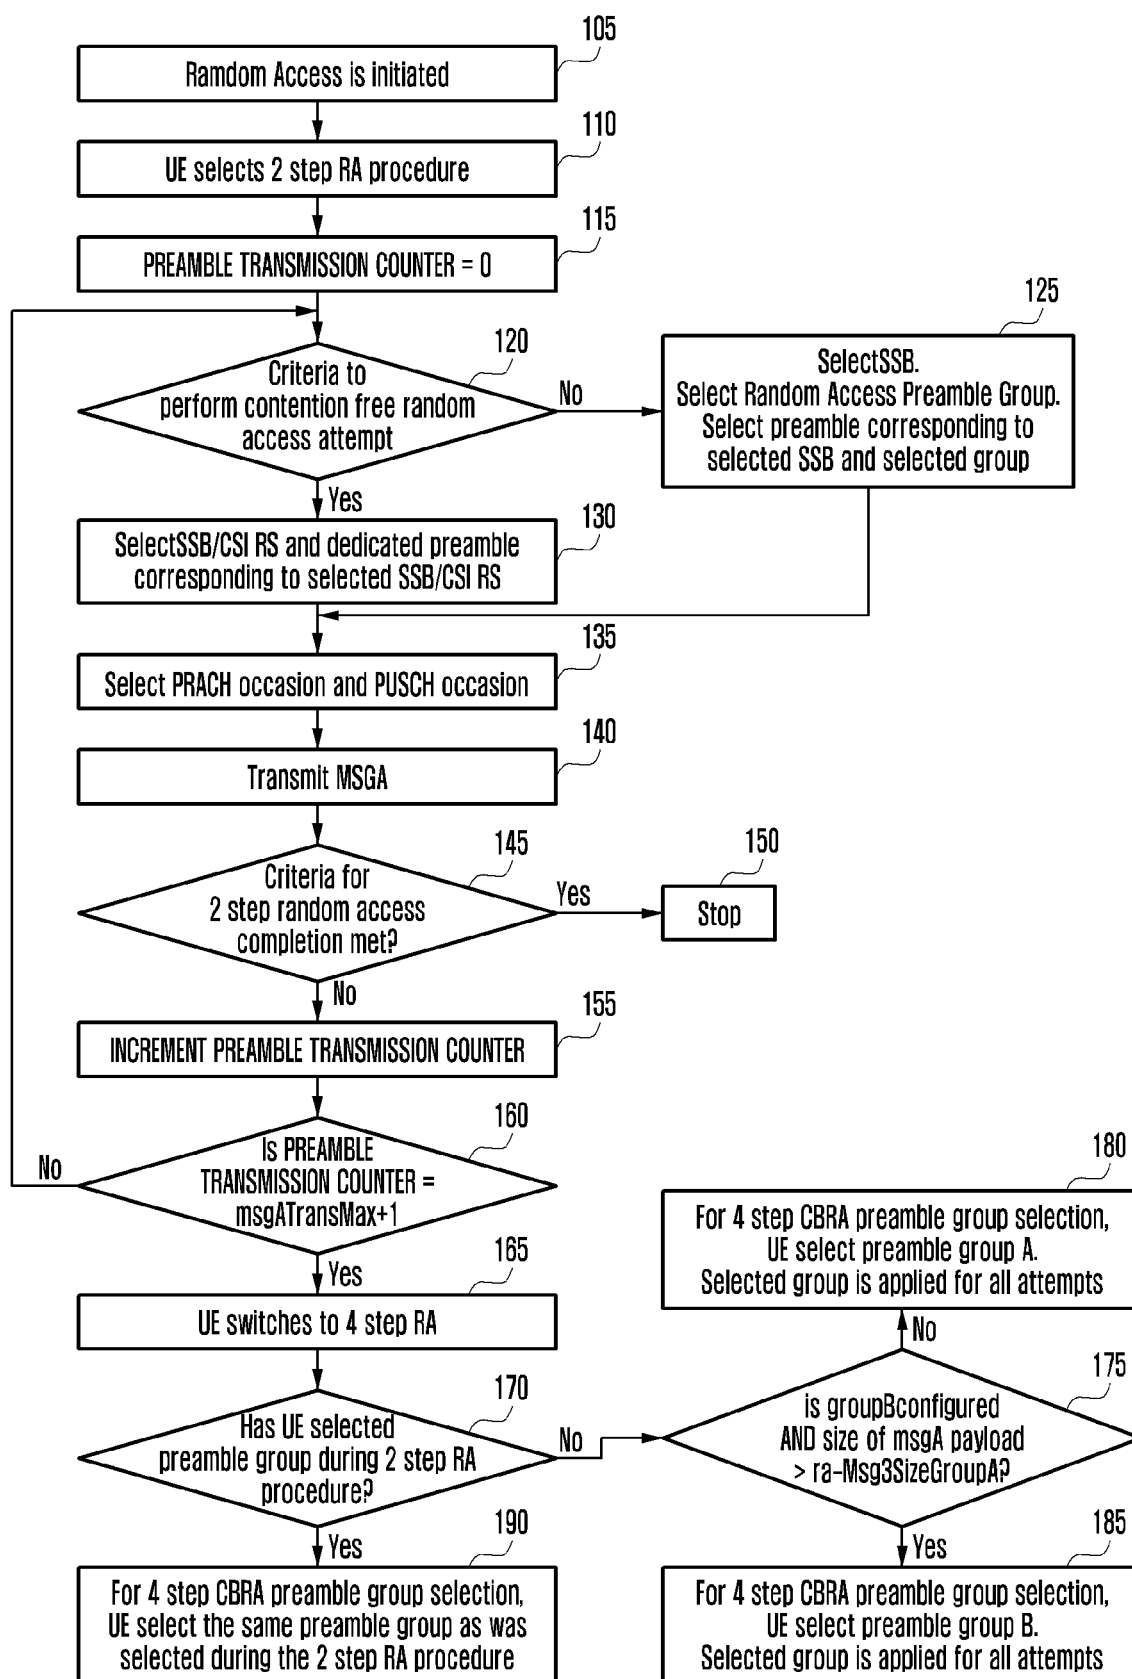 105
Ramdom Access is initiated
110
UE selects 2 step RA procedure
115
PREAMBLE TRANSMISSION COUNTER = 0
120
Criteria to
perform contention free random
access attempt
No
125
SelectSSB.
Select Random Access Preamble Group.
Select preamble corresponding to
selected SSB and selected group
Yes
130
SelectSSB/CSI RS and dedicated preamble
corresponding to selected SSB/CSI RS
135
Select PRACH occasion and PUSCH occasion
140
Transmit MSGA
145
Criteria for
2 step random access
completion met?
Yes
150
Stop
No
155
INCREMENT PREAMBLE TRANSMISSION COUNTER
160
Is PREAMBLE
TRANSMISSION COUNTER =
msgATransMax+1
No
Yes
165
UE switches to 4 step RA
170
Has UE selected
preamble group during 2 step RA
procedure?
No
175
is groupBconfigured
AND size of msgA payload
> ra-Msg3SizeGroupA?
No
180
For 4 step CBRA preamble group selection,
UE select preamble group A.
Selected group is applied for all attempts
Yes
185
For 4 step CBRA preamble group selection,
UE select preamble group B.
Selected group is applied for all attempts
Yes
190
For 4 step CBRA preamble group selection,
UE select the same preamble group as was
selected during the 2 step RA procedure